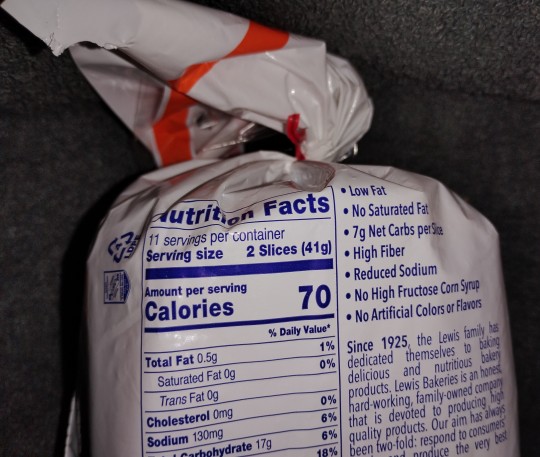 Nutrition Facts
11 servings per container
Serving size 2 Slices (41g)
Amount per serving
Calories 70
% Daily Value*
Total Fat 0.5g 1%
Saturated Fat 0g 0%
Trans Fat 0g
Cholesterol 0mg 0%
Sodium 130mg 6%
Carbohydrate 17g 6%
18%
• Low Fat
• No Saturated Fat
• 7g Net Carbs per Slice
• High Fiber
• Reduced Sodium
• No High Fructose Corn Syrup
• No Artificial Colors or Flavors
Since 1925, the Lewis family has
dedicated themselves to baking
delicious and nutritious bakery
products. Lewis Bakeries is an honest,
hard-working, family-owned company
that is devoted to producing high
quality products. Our aim has always
been two-fold: respond to consumers
and produce the very best